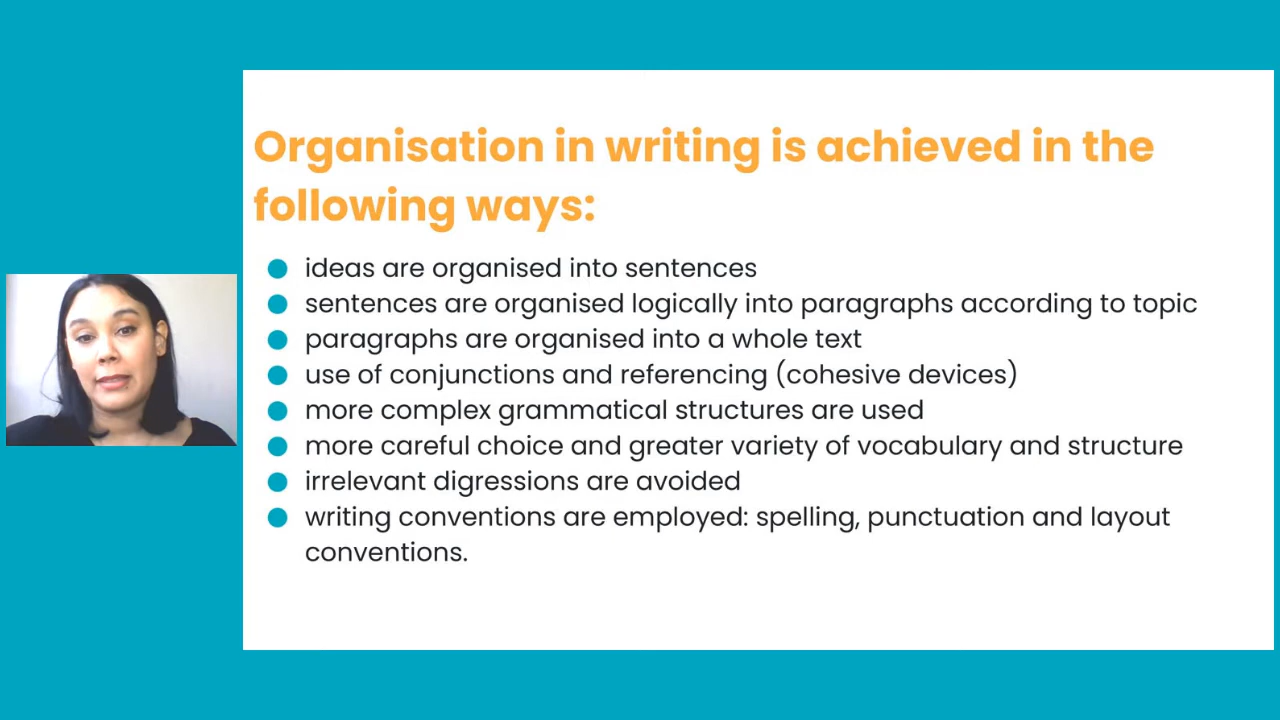 Organisation in writing is achieved in the
following ways:
ideas are organised into sentences
sentences are organised logically into paragraphs according to topic
paragraphs are organised into a whole text
use of conjunctions and referencing (cohesive devices)
more complex grammatical structures are used
more careful choice and greater variety of vocabulary and structure
irrelevant digressions are avoided
writing conventions are employed: spelling, punctuation and layout
conventions.